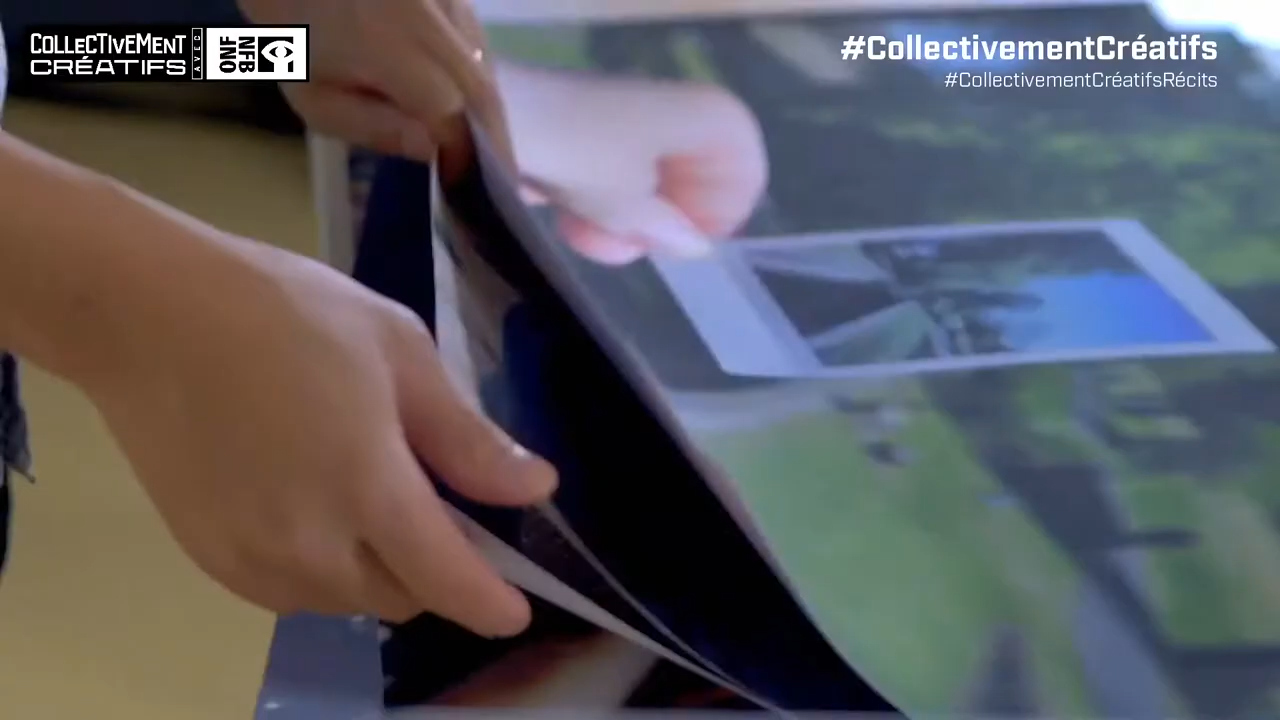 COLLECTIVEMENT
CRÉATIFS
AVEC
ONF
NFB
#CollectivementCréatifs
#CollectivementCréatifsRécits